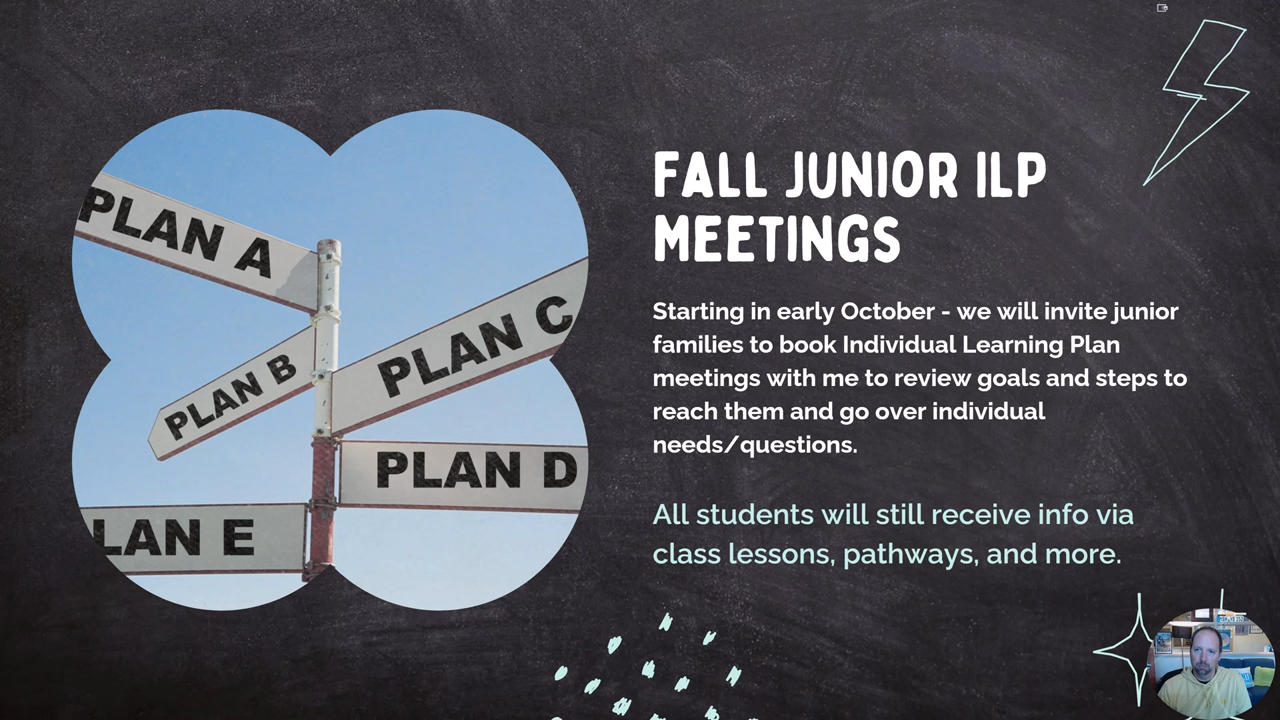 PLAN A
PLAN B
PLAN C
PLAN D
LAN E
FALL JUNIOR ILP
MEETINGS
Starting in early October - we will invite junior
families to book Individual Learning Plan
meetings with me to review goals and steps to
reach them and go over individual
needs/questions.
All students will still receive info via
class lessons, pathways, and more.